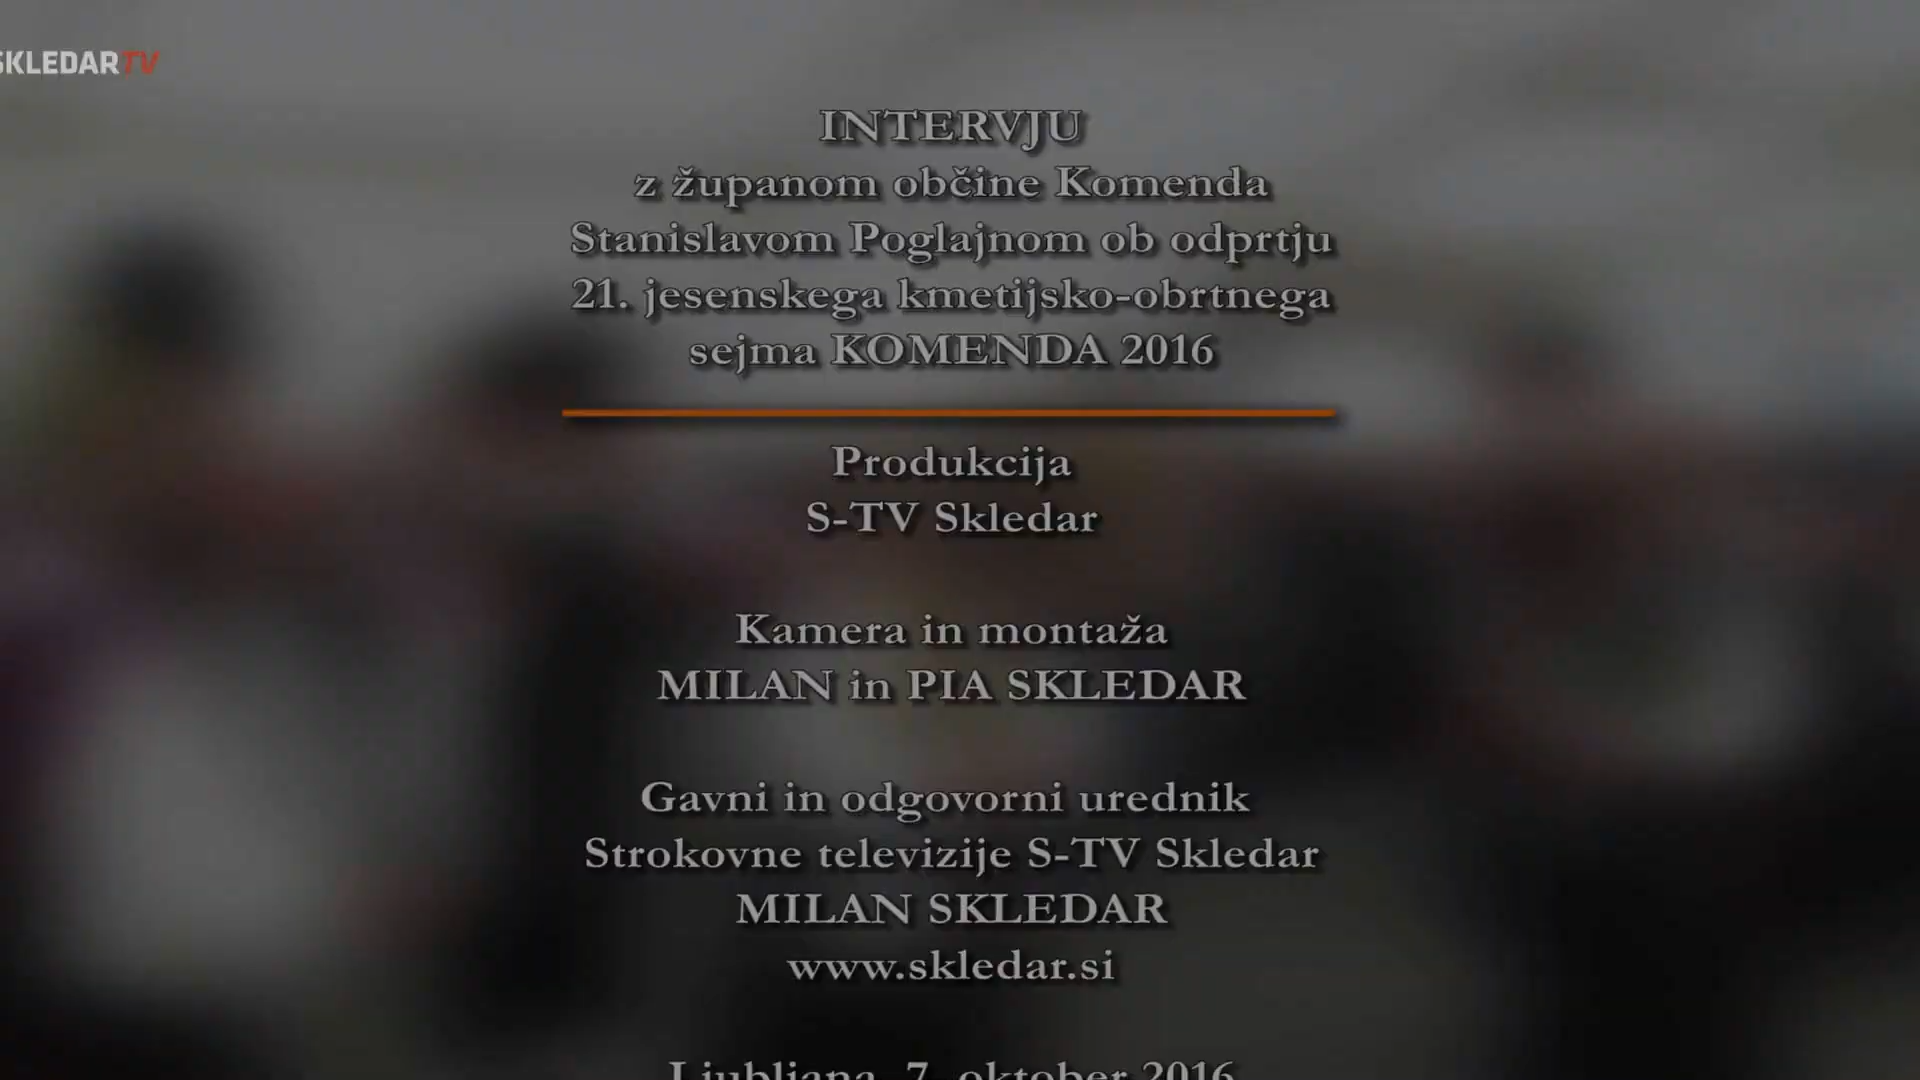 SKLEDARTV
INTERVJU
z županom občine Komenda
Stanislavom Poglajnom ob odprtju
21. jesenskega kmetijsko-obrtnega
sejma KOMENDA 2016
Produkcija
S-TV Skledar
Kamera in montaža
MILAN in PIA SKLEDAR
Gavni in odgovorni urednik
Strokovne televizije S-TV Skledar
MILAN SKLEDAR
www.skledar.si
Ljubljana, 7. oktober 2016